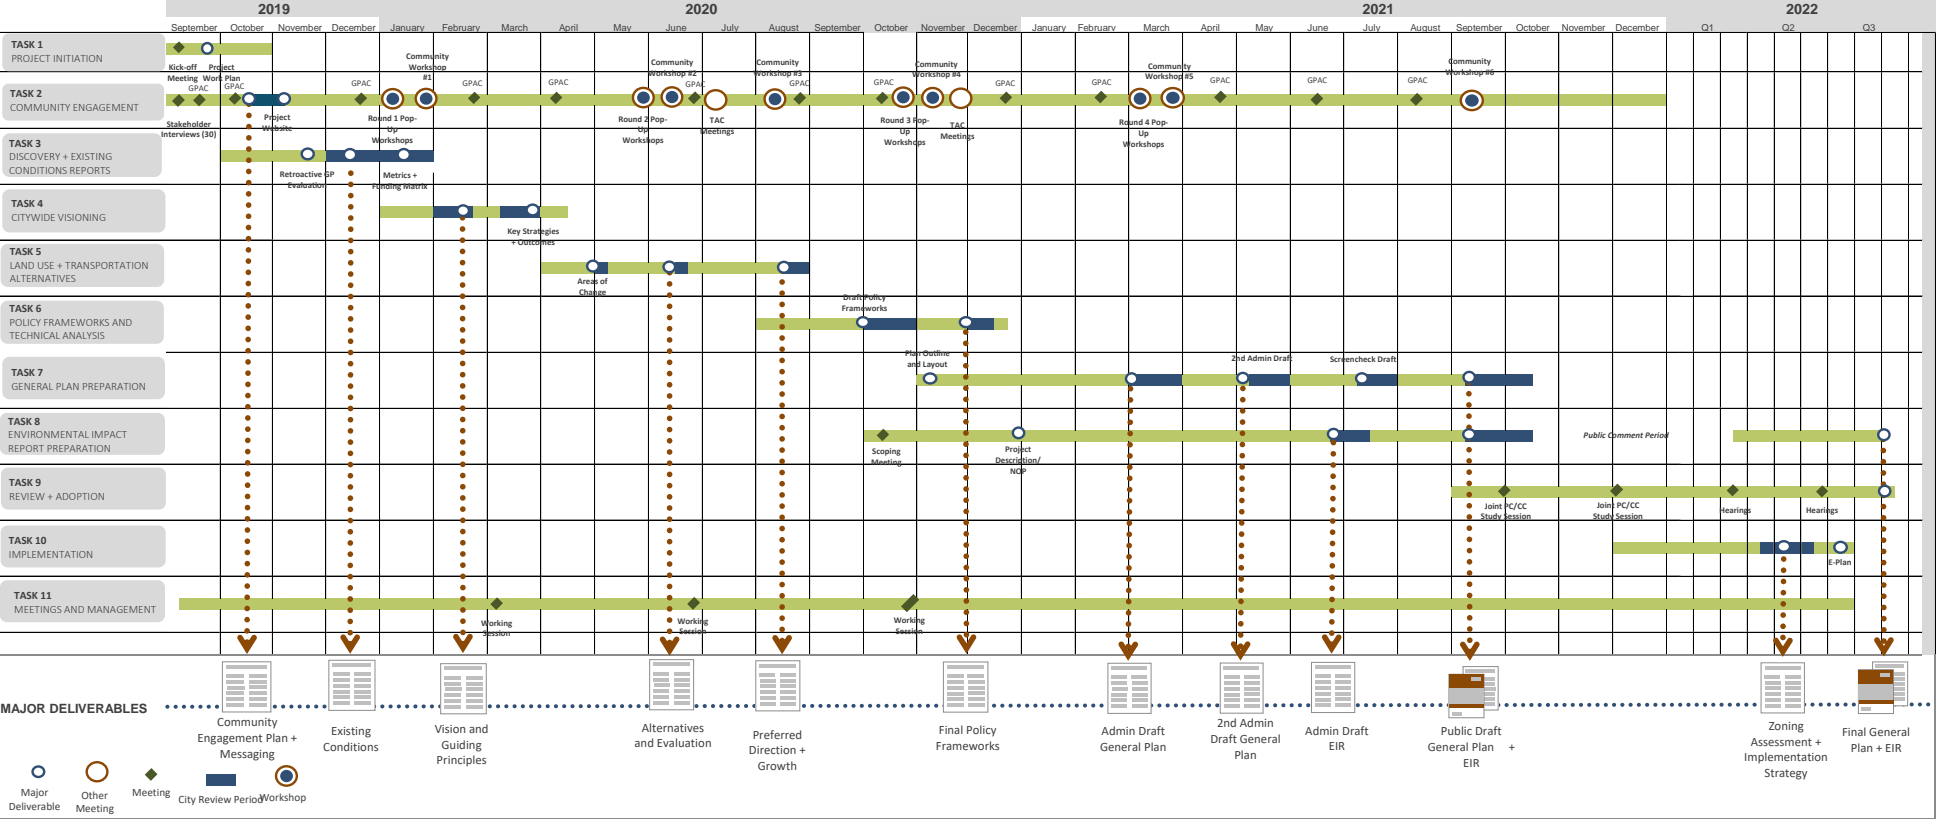 2019
2020
2021
2022
September October November December January February March April May June July August September October November December January February March April May June July August September October November December Q1 Q2 Q3
TASK 1
PROJECT INITIATION
Kick-off
Meeting
Project
Work Plan
Community
Workshop
#1
Community
Workshop #2
Community
Workshop #3
Community
Workshop #4
Community
Workshop #5
Community
Workshop #6
TASK 2
COMMUNITY ENGAGEMENT
GPAC
GPAC
GPAC
GPAC
GPAC
GPAC
GPAC
GPAC
GPAC
GPAC
GPAC
GPAC
GPAC
Stakeholder
Interviews (30)
Project
Website
Round 1 Pop-
Up
Workshops
Round 2 Pop-
Up
Workshops
TAC
Meetings
Round 3 Pop-
Up
Workshops
TAC
Meetings
Round 4 Pop-
Up
Workshops
TASK 3
DISCOVERY + EXISTING
CONDITIONS REPORTS
Retroactive GP
Evaluation
Metrics +
Funding Matrix
TASK 4
CITYWIDE VISIONING
Key Strategies
+ Outcomes
TASK 5
LAND USE + TRANSPORTATION
ALTERNATIVES
Areas of
Change
TASK 6
POLICY FRAMEWORKS AND
TECHNICAL ANALYSIS
Draft Policy
Frameworks
TASK 7
GENERAL PLAN PREPARATION
Plan Outline
and Layout
2nd Admin Draft
Screencheck Draft
TASK 8
ENVIRONMENTAL IMPACT
REPORT PREPARATION
Scoping
Meeting
Project
Description/
NOP
Public Comment Period
TASK 9
REVIEW + ADOPTION
Joint PC/CC
Study Session
Joint PC/CC
Study Session
Hearings
Hearings
TASK 10
IMPLEMENTATION
E-Plan
TASK 11
MEETINGS AND MANAGEMENT
Working
Session
Working
Session
Working
Session
MAJOR DELIVERABLES
Community
Engagement Plan +
Messaging
Existing
Conditions
Vision and
Guiding
Principles
Alternatives
and Evaluation
Preferred
Direction +
Growth
Final Policy
Frameworks
Admin Draft
General Plan
2nd Admin
Draft General
Plan
Admin Draft
EIR
Public Draft
General Plan +
EIR
Zoning
Assessment +
Implementation
Strategy
Final General
Plan + EIR
Major
Deliverable
Other
Meeting
Meeting
City Review Period
Workshop